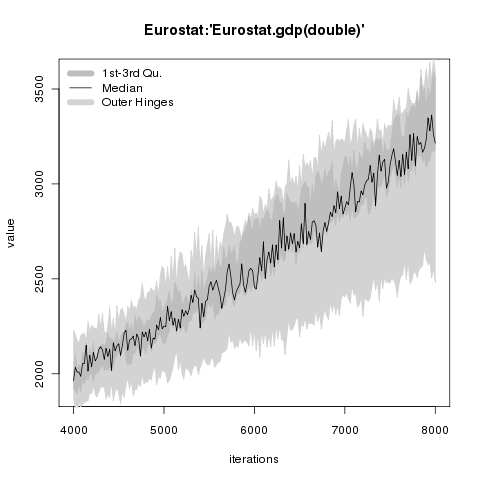 Eurostat:'Eurostat.gdp(double)'
1st-3rd Qu.
Median
Outer Hinges
value
3500
3000
2500
2000
4000 5000 6000 7000 8000
iterations